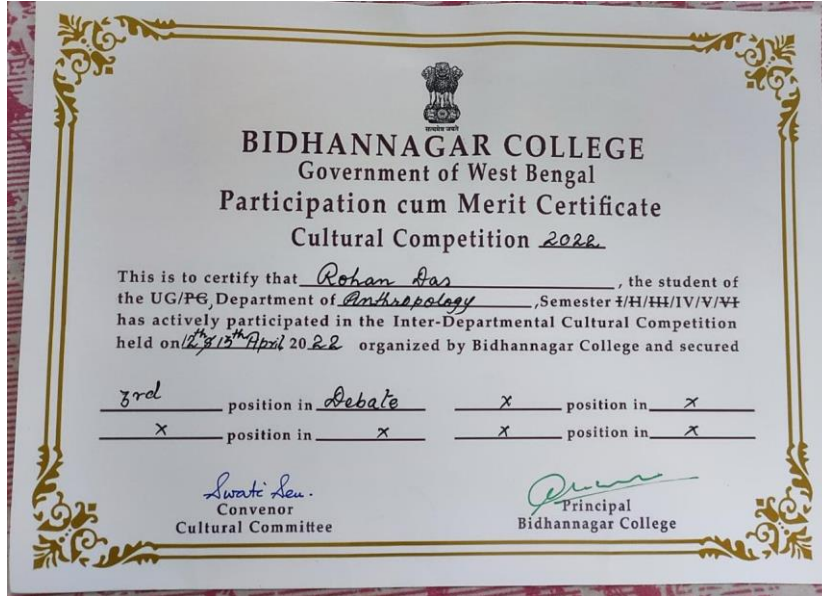 सत्यमेव जयते
BIDHANNAGAR COLLEGE
Government of West Bengal
Participation cum Merit Certificate
Cultural Competition 2022
This is to certify that Rohan Das, the student of
the UG/PG, Department of Anthropology, Semester I/II/III/IV/V/VI
has actively participated in the Inter-Departmental Cultural Competition
held on 12th & 13th April 2022 organized by Bidhannagar College and secured
3rd position in Debate x position in x
x position in x x position in x
Swati Sen.
Convenor
Principal
Cultural Committee
Bidhannagar College